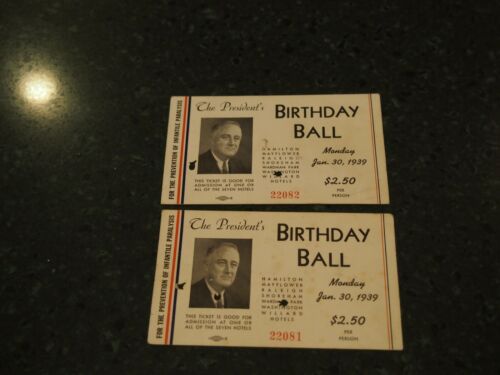 FOR THE PREVENTION OF INFANTILE PARALYSIS
The President's
BIRTHDAY
BALL
HAMILTON
MAYFLOWER
RALEIGH
SHOREHAM
WARDMAN PARK
WASHINGTON
WILLARD
HOTELS
Monday
Jan. 30, 1939
$2.50
PER
PERSON
THIS TICKET IS GOOD FOR
ADMISSION AT ONE OR
ALL OF THE SEVEN HOTELS
22082
FOR THE PREVENTION OF INFANTILE PARALYSIS
The President's
BIRTHDAY
BALL
HAMILTON
MAYFLOWER
RALEIGH
SHOREHAM
WARDMAN PARK
WASHINGTON
WILLARD
HOTELS
Monday
Jan. 30, 1939
$2.50
PER
PERSON
THIS TICKET IS GOOD FOR
ADMISSION AT ONE OR
ALL OF THE SEVEN HOTELS
22081